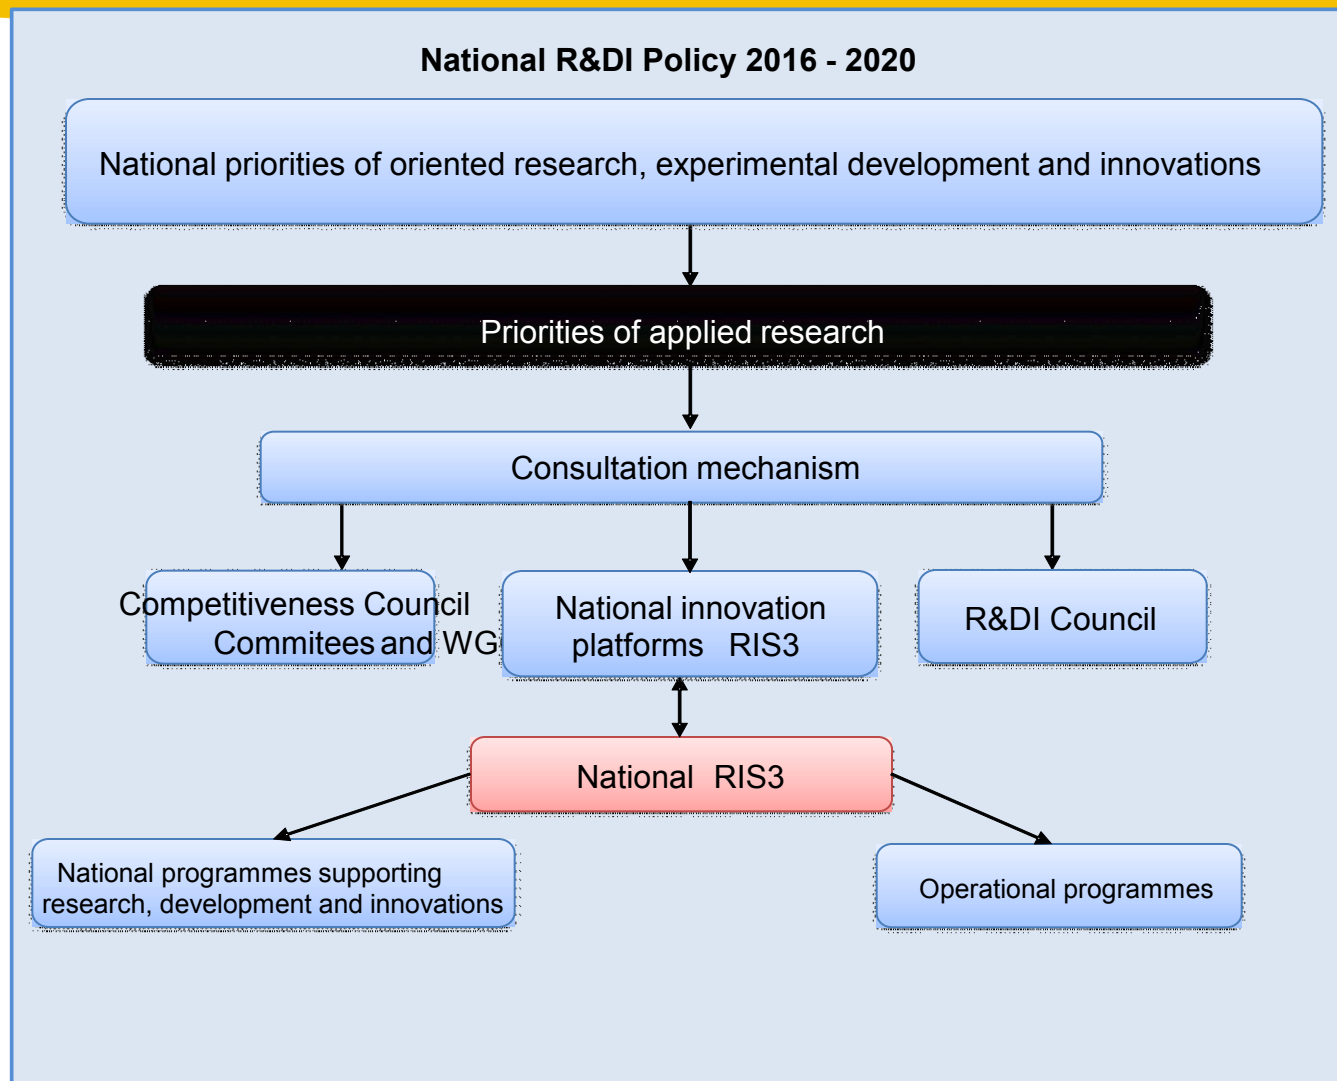 National R&DI Policy 2016 - 2020
National priorities of oriented research, experimental development and innovations
Priorities of applied research
Consultation mechanism
Competitiveness Council
Commitees and WG
National innovation
platforms RIS3
R&DI Council
National RIS3
National programmes supporting
research, development and innovations
Operational programmes